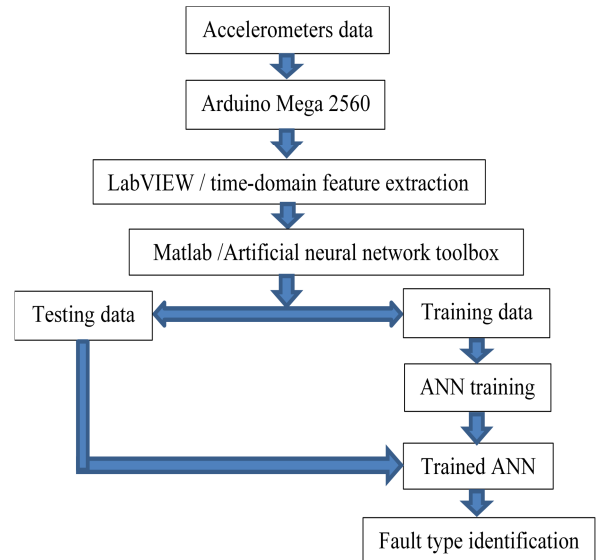 Accelerometers data
Arduino Mega 2560
LabVIEW / time-domain feature extraction
Matlab /Artificial neural network toolbox
Testing data
Training data
ANN training
Trained ANN
Fault type identification